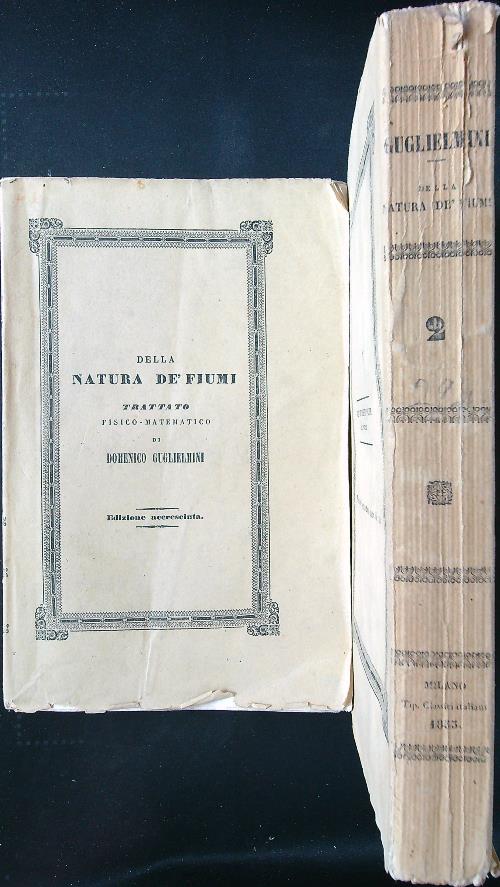 DELLA
NATURA DE' FIUMI
TRATTATO
FISICO-MATEMATICO
DI
DOMENICO GUGLIELMINI
Edizione accresciuta.
GUGLIELMINI
DELLA
NATURA DE' FIUMI
2
MILANO
Tip. Classici italiani
1833.